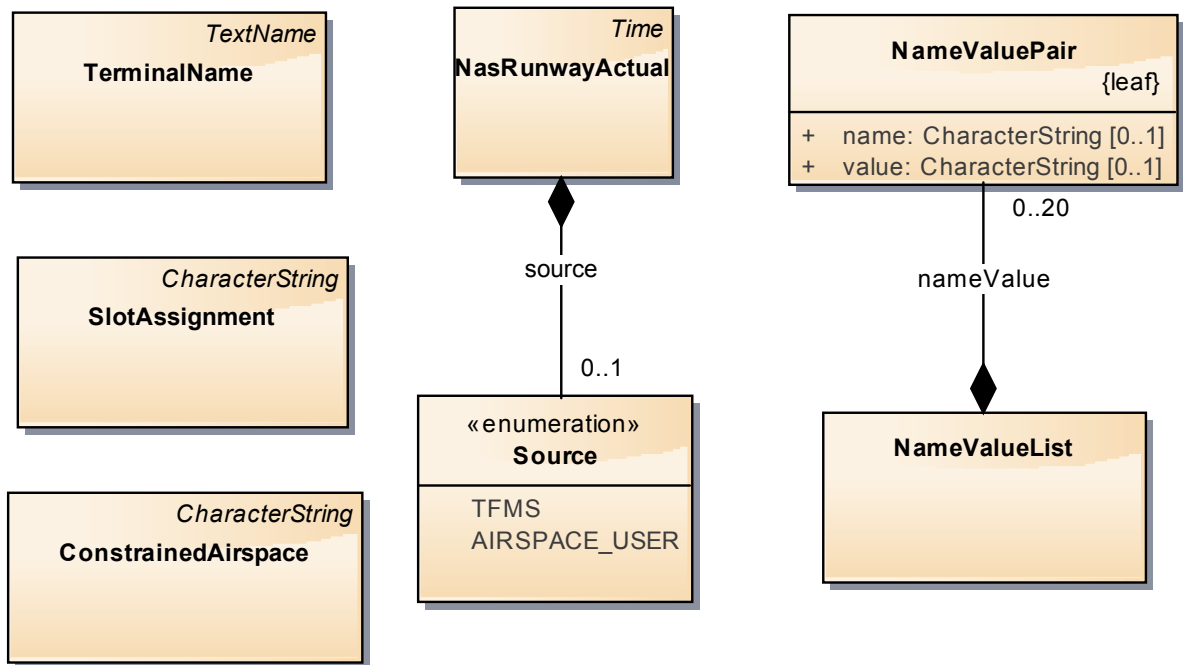 TextName
TerminalName
CharacterString
SlotAssignment
CharacterString
ConstrainedAirspace
Time
NasRunwayActual
source
0..1
«enumeration»
Source
TFMS
AIRSPACE_USER
NameValuePair
{leaf}
+ name: CharacterString [0..1]
+ value: CharacterString [0..1]
0..20
nameValue
NameValueList